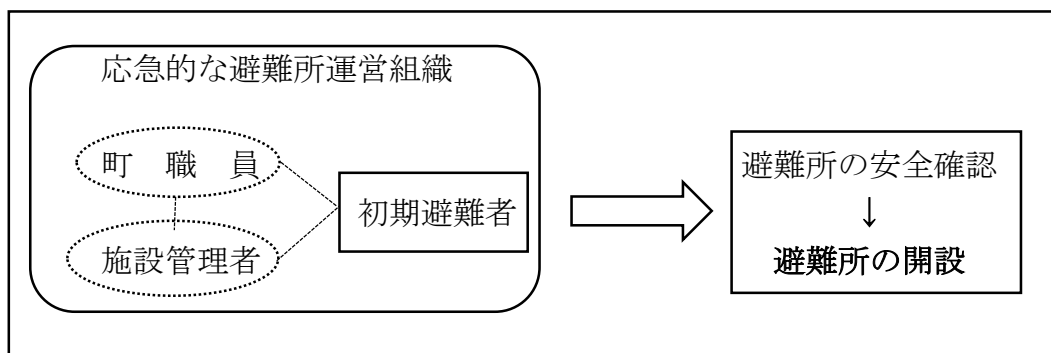 応急的な避難所運営組織
町　職　員
施設管理者
初期避難者
避難所の安全確認
↓
避難所の開設